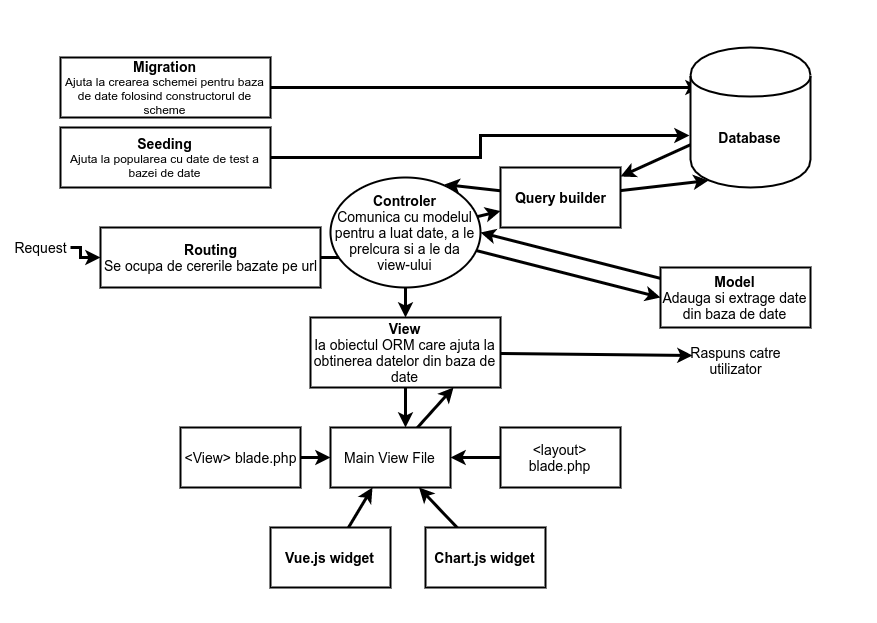 Migration
Ajuta la crearea schemei pentru baza
de date folosind constructorul de
scheme
Seeding
Ajuta la popularea cu date de test a
bazei de date
Database
Query builder
Controler
Comunica cu modelul
pentru a luat date, a le
prelcura si a le da
view-ului
Request
Routing
Se ocupa de cererile bazate pe url
Model
Adauga si extrage date
din baza de date
View
Ia obiectul ORM care ajuta la
obtinerea datelor din baza de
date
Raspuns catre
utilizator
<View> blade.php
Main View File
<layout>
blade.php
Vue.js widget
Chart.js widget